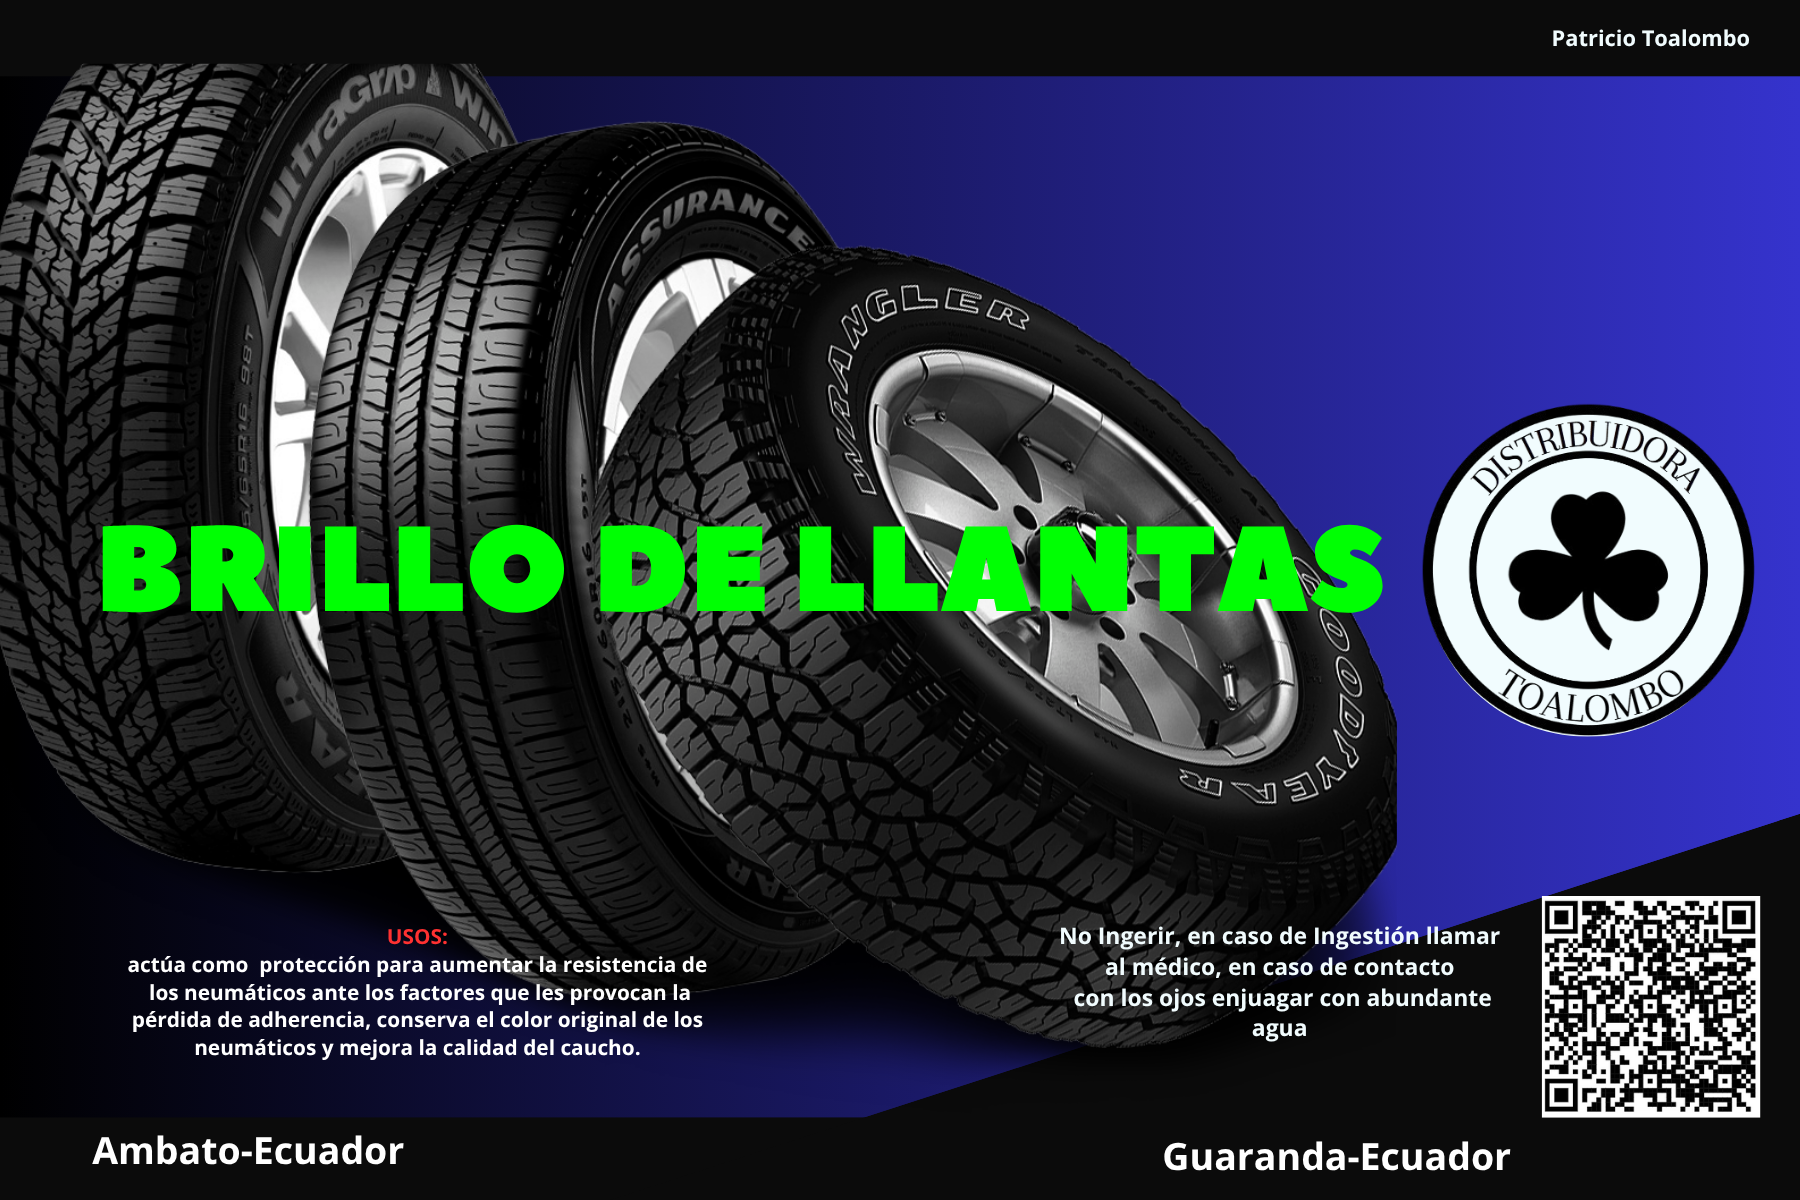 Patricio Toalombo
UltraGrip
ASSURANCE
WRANGLER
GOODYEAR
BRILLO DE LLANTAS
DISTRIBUIDORA
TOALOMBO
USOS:
actúa como  protección para aumentar la resistencia de
los neumáticos ante los factores que les provocan la
pérdida de adherencia, conserva el color original de los
neumáticos y mejora la calidad del caucho.
No Ingerir, en caso de Ingestión llamar
al médico, en caso de contacto
con los ojos enjuagar con abundante
agua
Ambato-Ecuador
Guaranda-Ecuador